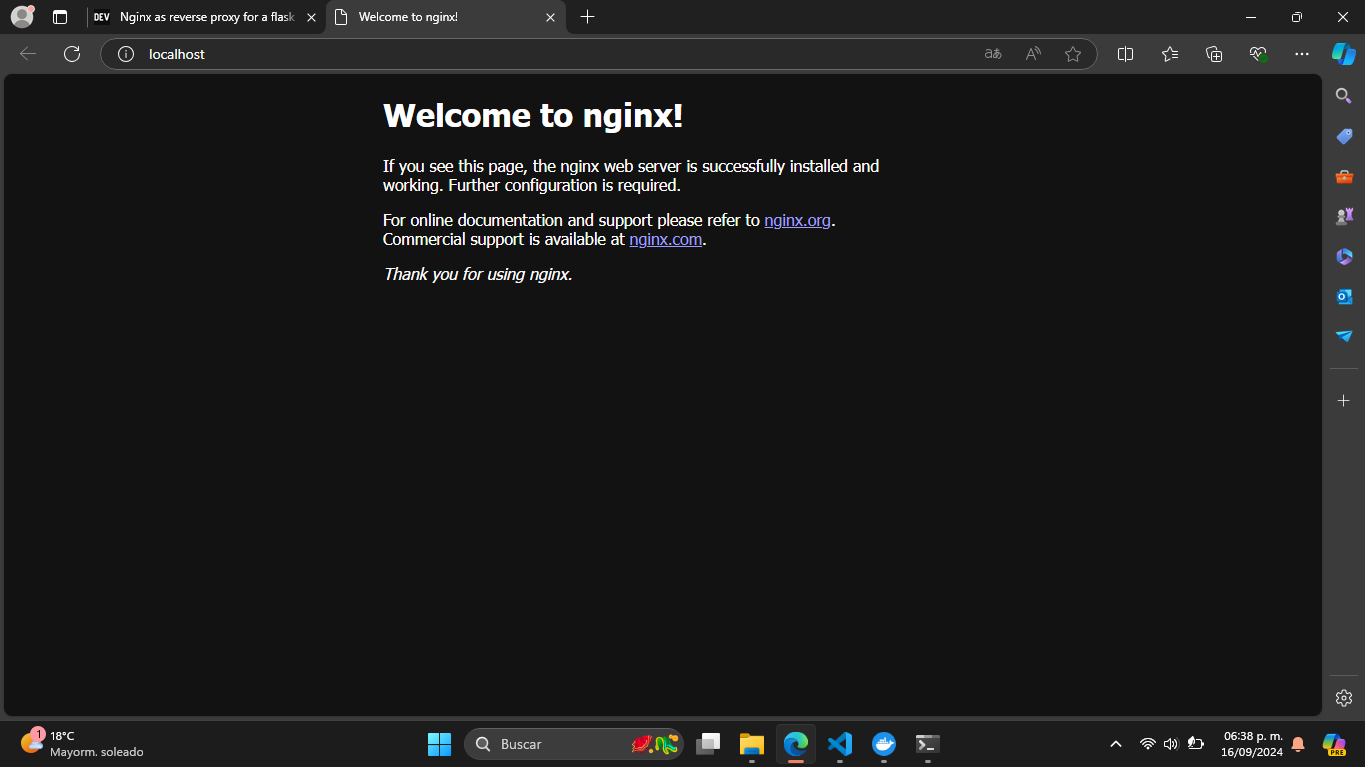 DEV Nginx as reverse proxy for a flask
Welcome to nginx!
localhost
aあ
A
Welcome to nginx!
If you see this page, the nginx web server is successfully installed and
working. Further configuration is required.
For online documentation and support please refer to nginx.org.
Commercial support is available at nginx.com.
Thank you for using nginx.
1
18°C
Mayorm. soleado
Buscar
06:38 p. m.
16/09/2024
PRE